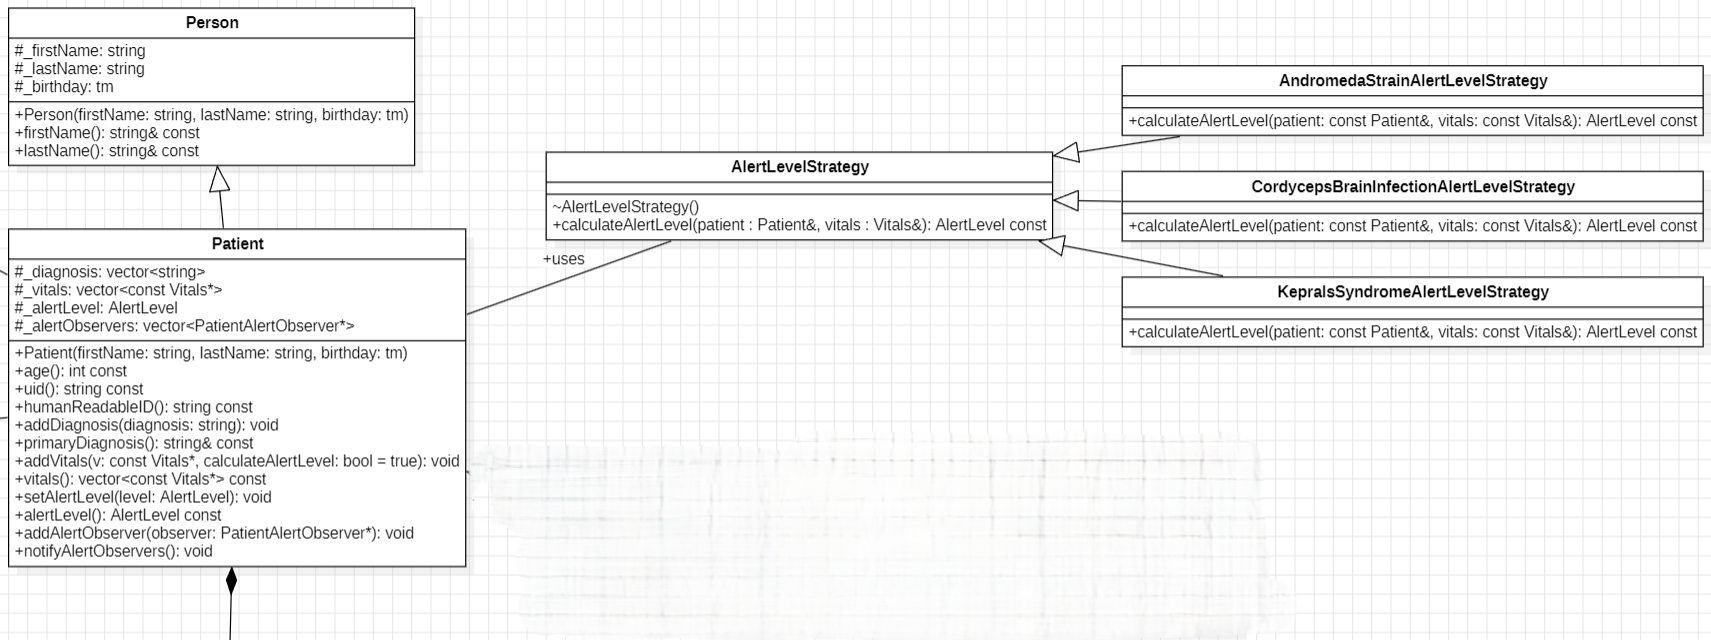 Person
#_firstName: string
#_lastName: string
#_birthday: tm
+Person(firstName: string, lastName: string, birthday: tm)
+firstName(): string& const
+lastName(): string& const
Patient
#_diagnosis: vector<string>
#_vitals: vector<const Vitals*>
#_alertLevel: AlertLevel
#_alertObservers: vector<PatientAlertObserver*>
+Patient(firstName: string, lastName: string, birthday: tm)
+age(): int const
+uid(): string const
+humanReadableID(): string const
+addDiagnosis(diagnosis: string): void
+primaryDiagnosis(): string& const
+addVitals(v: const Vitals*, calculateAlertLevel: bool = true): void
+vitals(): vector<const Vitals*> const
+setAlertLevel(level: AlertLevel): void
+alertLevel(): AlertLevel const
+addAlertObserver(observer: PatientAlertObserver*): void
+notifyAlertObservers(): void
+uses
AlertLevelStrategy
~AlertLevelStrategy()
+calculateAlertLevel(patient : Patient&, vitals : Vitals&): AlertLevel const
AndromedaStrainAlertLevelStrategy
+calculateAlertLevel(patient: const Patient&, vitals: const Vitals&): AlertLevel const
CordycepsBrainInfectionAlertLevelStrategy
+calculateAlertLevel(patient: const Patient&, vitals: const Vitals&): AlertLevel const
KepralsSyndromeAlertLevelStrategy
+calculateAlertLevel(patient: const Patient&, vitals: const Vitals&): AlertLevel const